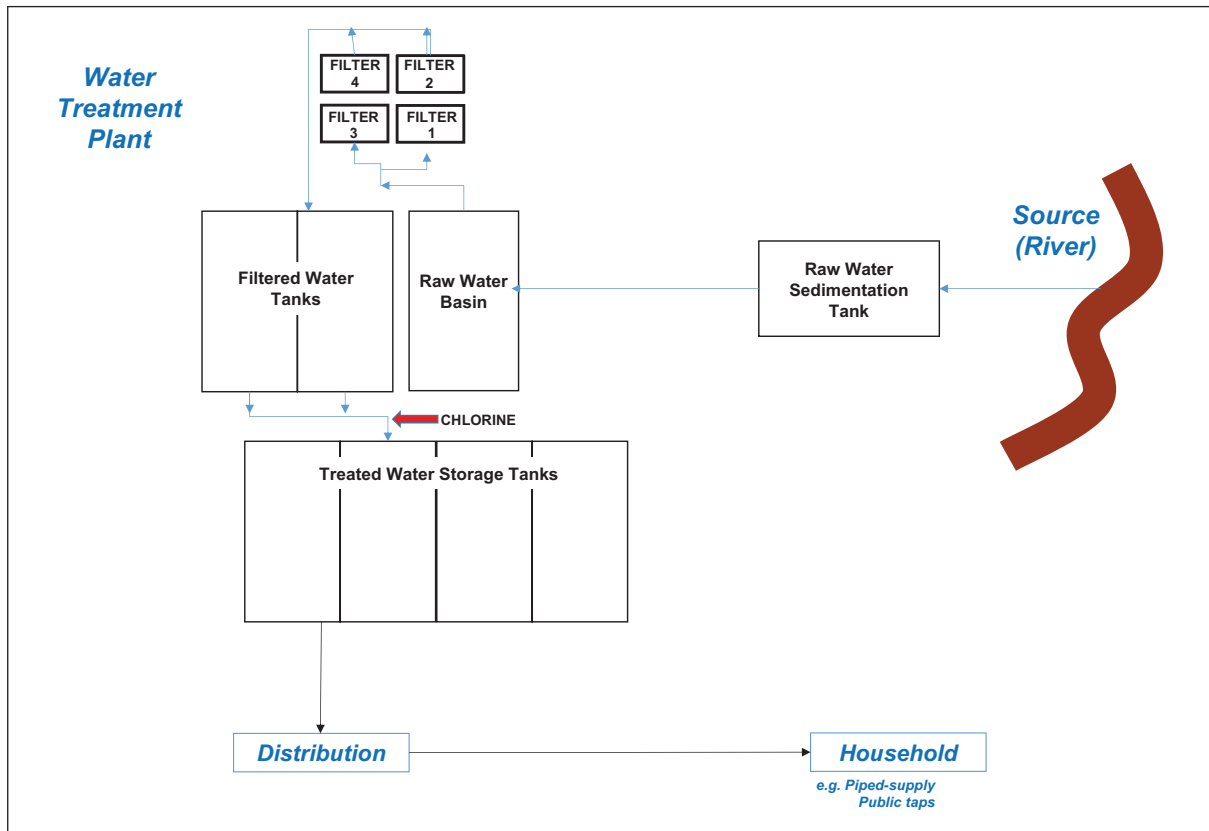 Water
Treatment
Plant
FILTER
4
FILTER
2
FILTER
3
FILTER
1
Source
(River)
Filtered Water
Tanks
Raw Water
Basin
Raw Water
Sedimentation
Tank
CHLORINE
Treated Water Storage Tanks
Distribution
Household
e.g. Piped-supply
Public taps